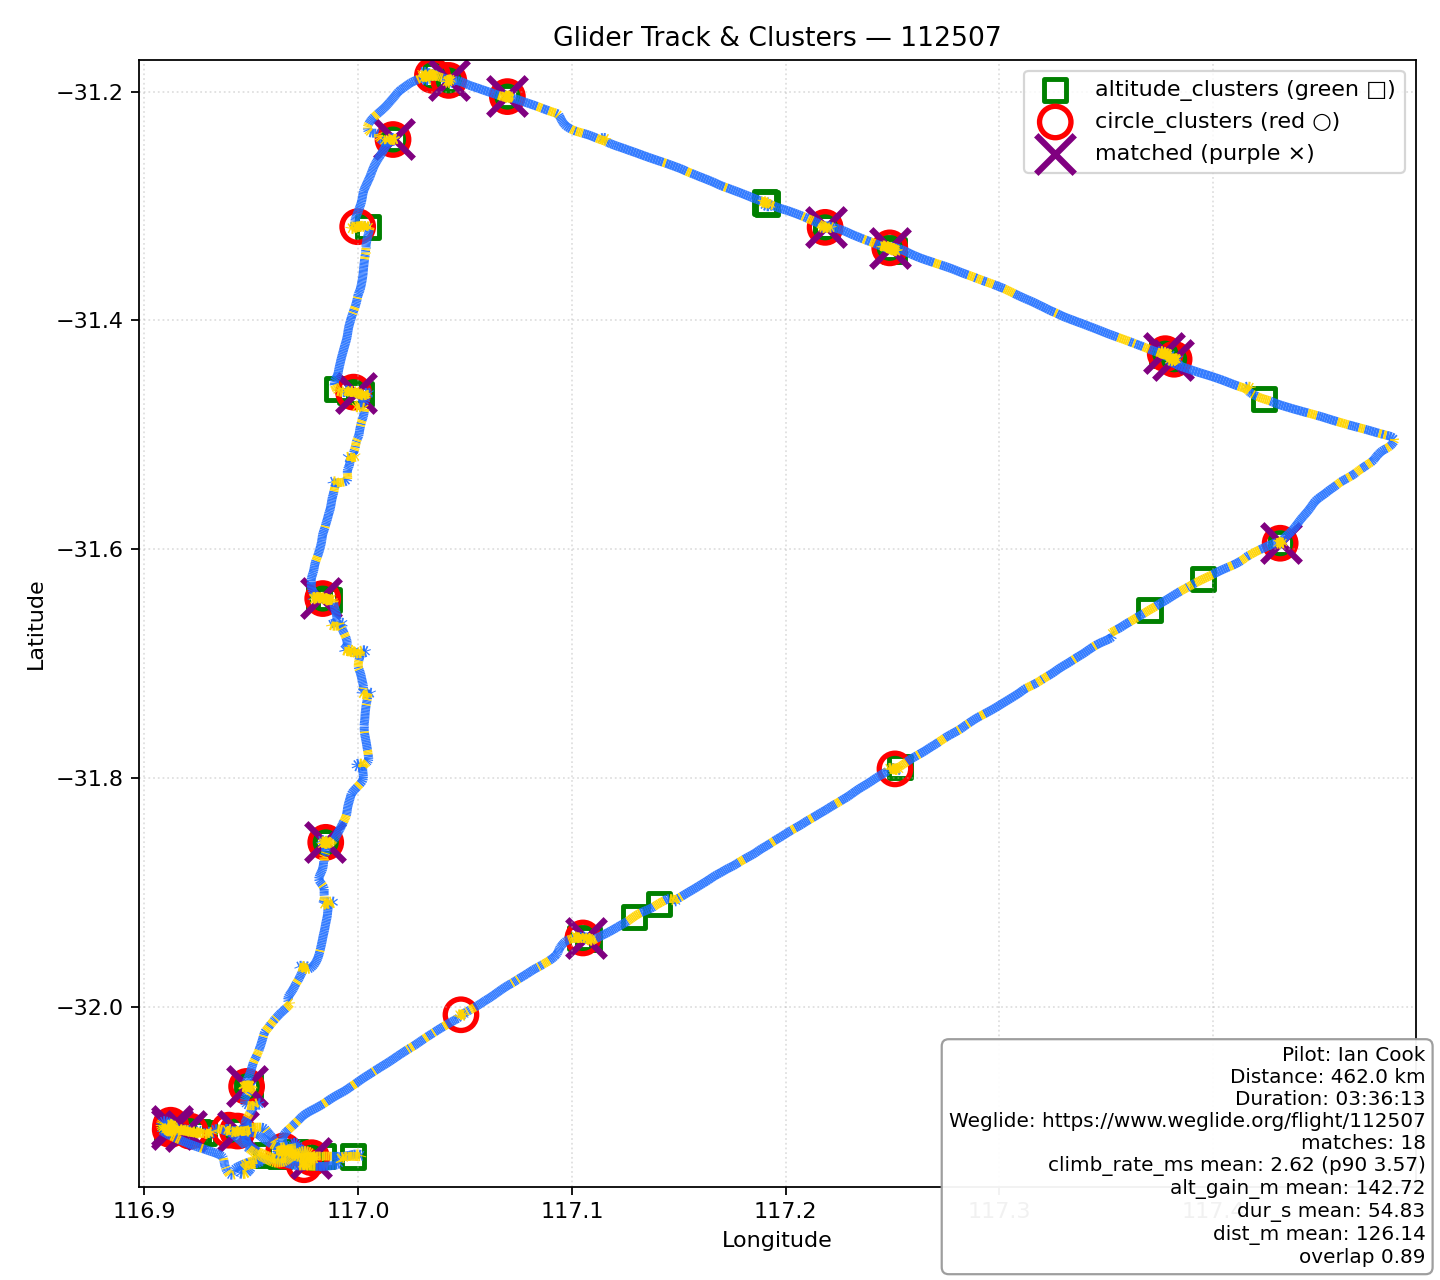 Glider Track & Clusters — 112507
altitude_clusters (green □)
circle_clusters (red ○)
matched (purple ×)
−31.2
−31.4
−31.6
−31.8
−32.0
Latitude
116.9
117.0
117.1
117.2
117.3
Longitude
Pilot: Ian Cook
Distance: 462.0 km
Duration: 03:36:13
Weglide: https://www.weglide.org/flight/112507
matches: 18
climb_rate_ms mean: 2.62 (p90 3.57)
alt_gain_m mean: 142.72
dur_s mean: 54.83
dist_m mean: 126.14
overlap 0.89